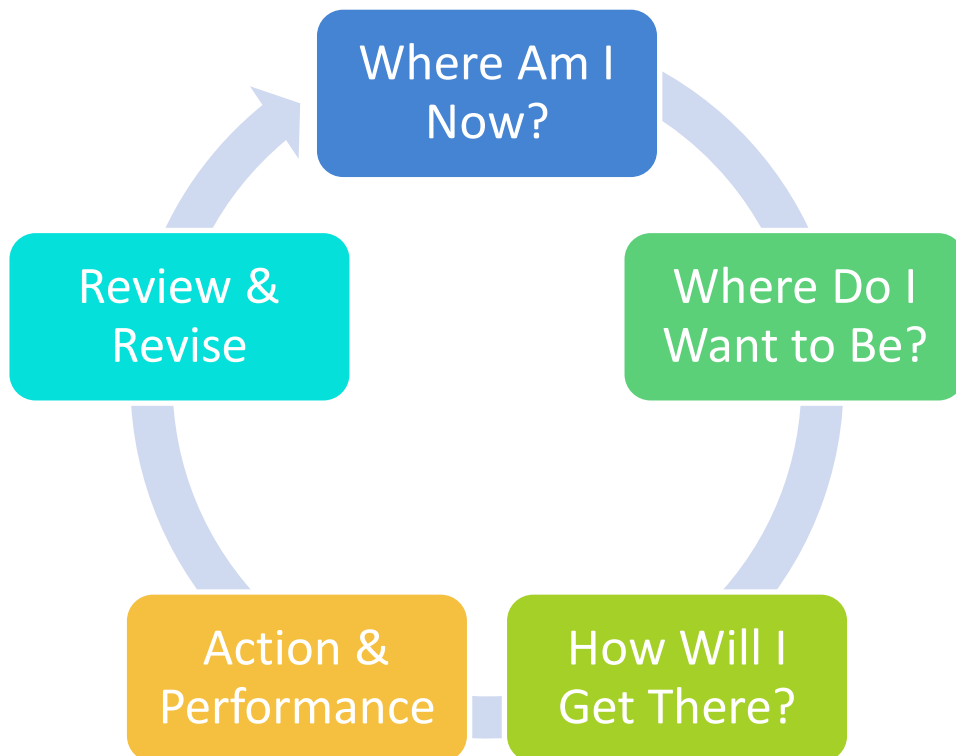 Where Am I
Now?
Where Do I
Want to Be?
How Will I
Get There?
Action &
Performance
Review &
Revise